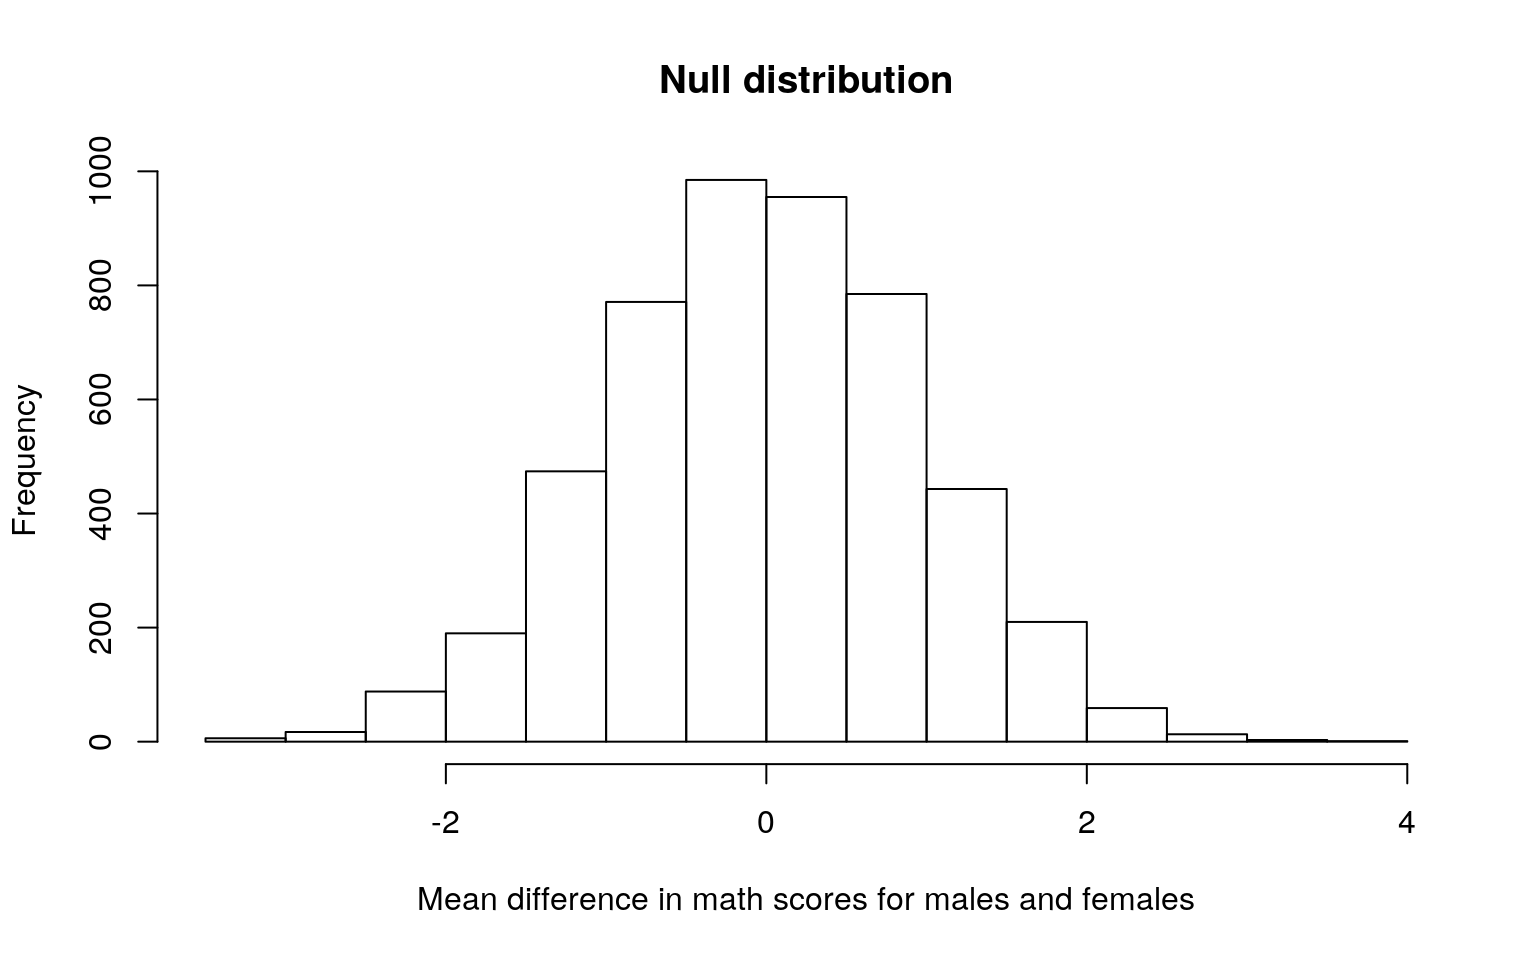 Null distribution
1000
800
600
400
200
0
Frequency
-2 0 2 4
Mean difference in math scores for males and females